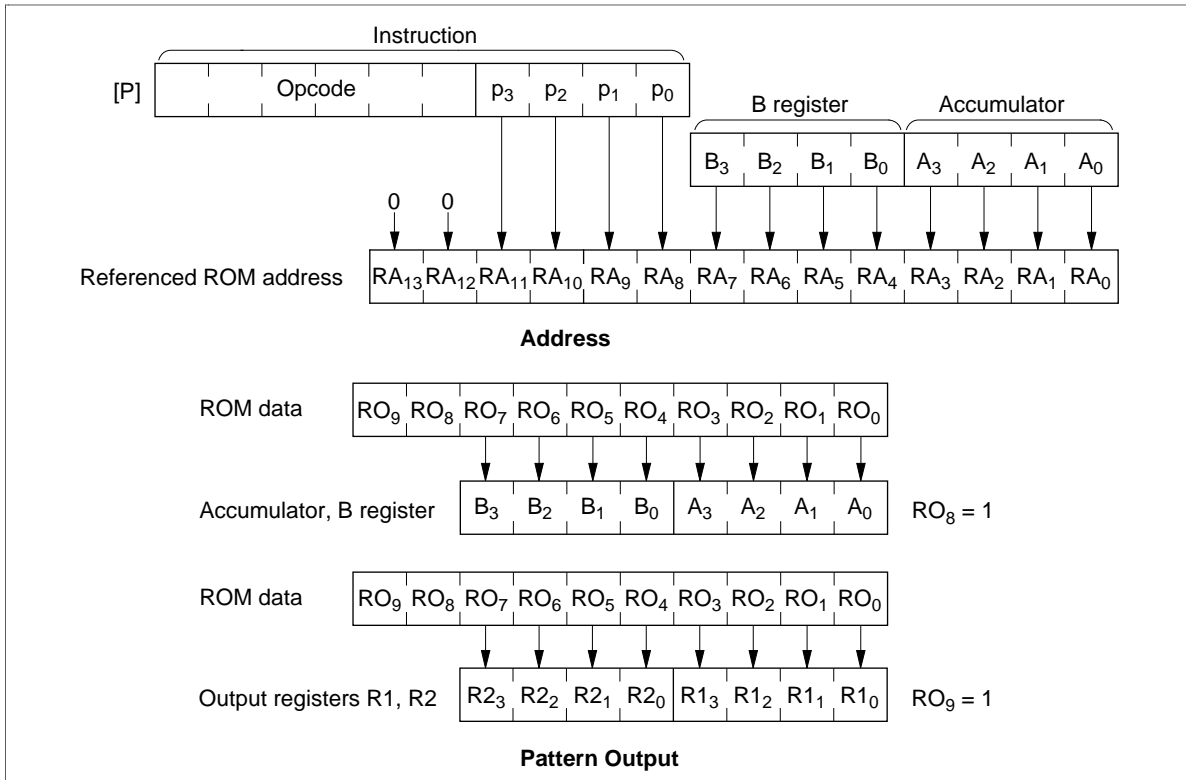 Instruction
[P] Opcode p3 p2 p1 p0
B register Accumulator
B3 B2 B1 B0 A3 A2 A1 A0
0 0
Referenced ROM address RA13 RA12 RA11 RA10 RA9 RA8 RA7 RA6 RA5 RA4 RA3 RA2 RA1 RA0
Address
ROM data RO9 RO8 RO7 RO6 RO5 RO4 RO3 RO2 RO1 RO0
Accumulator, B register B3 B2 B1 B0 A3 A2 A1 A0 RO8 = 1
ROM data RO9 RO8 RO7 RO6 RO5 RO4 RO3 RO2 RO1 RO0
Output registers R1, R2 R23 R22 R21 R20 R13 R12 R11 R10 RO9 = 1
Pattern Output